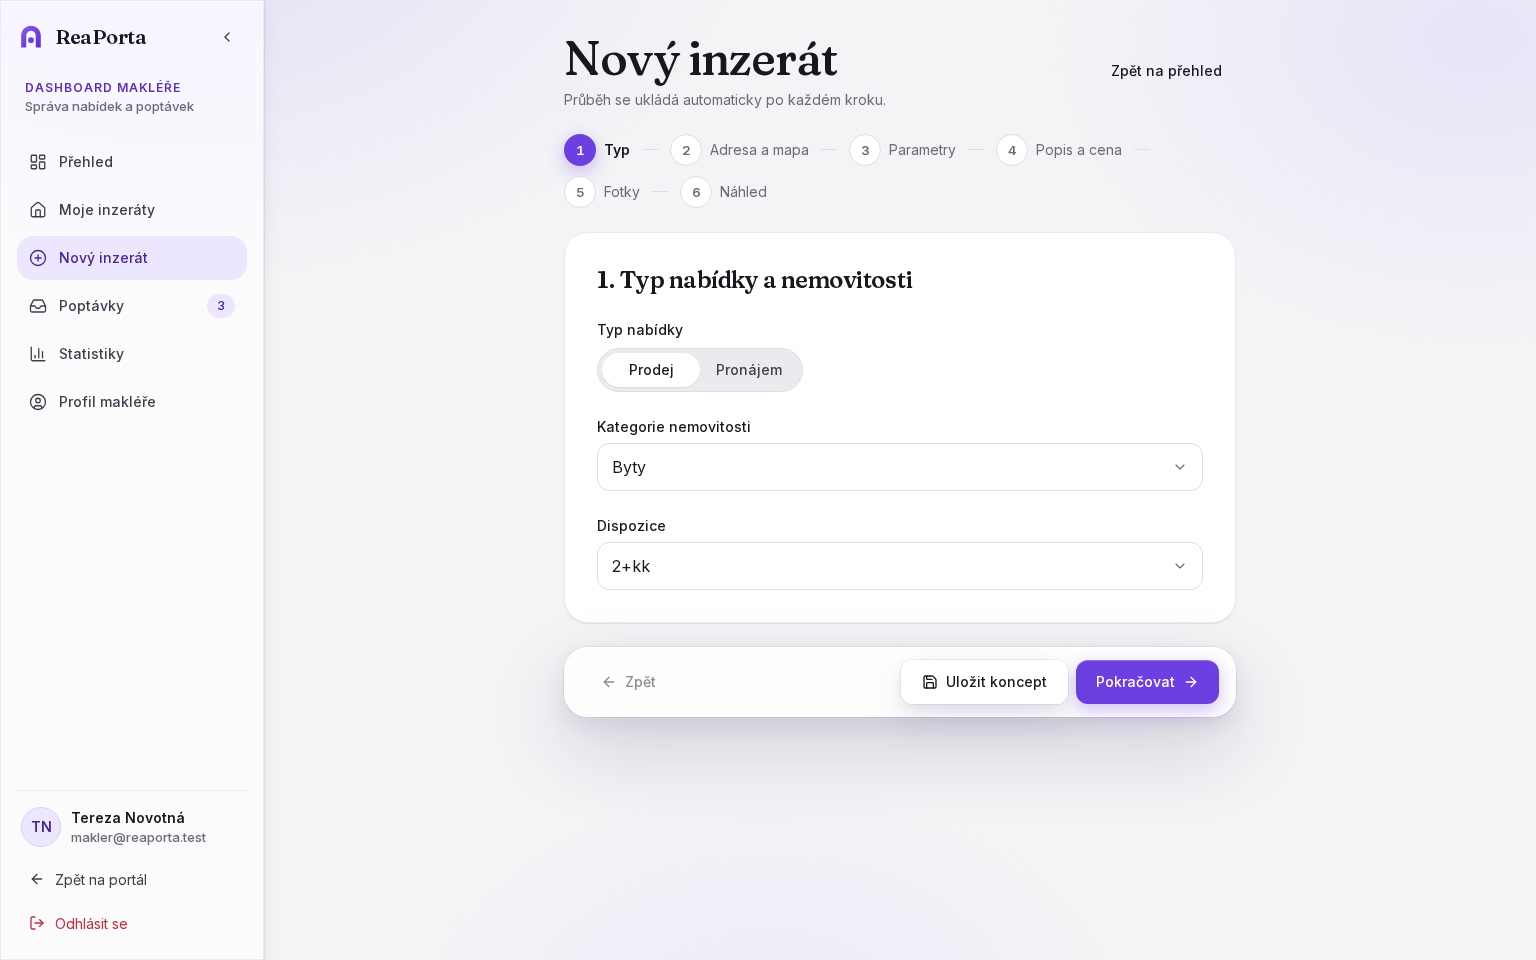 ReaPorta
DASHBOARD MAKLÉŘE
Správa nabídek a poptávek
Přehled
Moje inzeráty
Nový inzerát
Poptávky 3
Statistiky
Profil makléře
TN
Tereza Novotná
makler@reaporta.test
Zpět na portál
Odhlásit se
Nový inzerát
Průběh se ukládá automaticky po každém kroku.
Zpět na přehled
1 Typ 2 Adresa a mapa 3 Parametry 4 Popis a cena
5 Fotky 6 Náhled
1. Typ nabídky a nemovitosti
Typ nabídky
Prodej Pronájem
Kategorie nemovitosti
Byty
Dispozice
2+kk
Zpět Uložit koncept Pokračovat